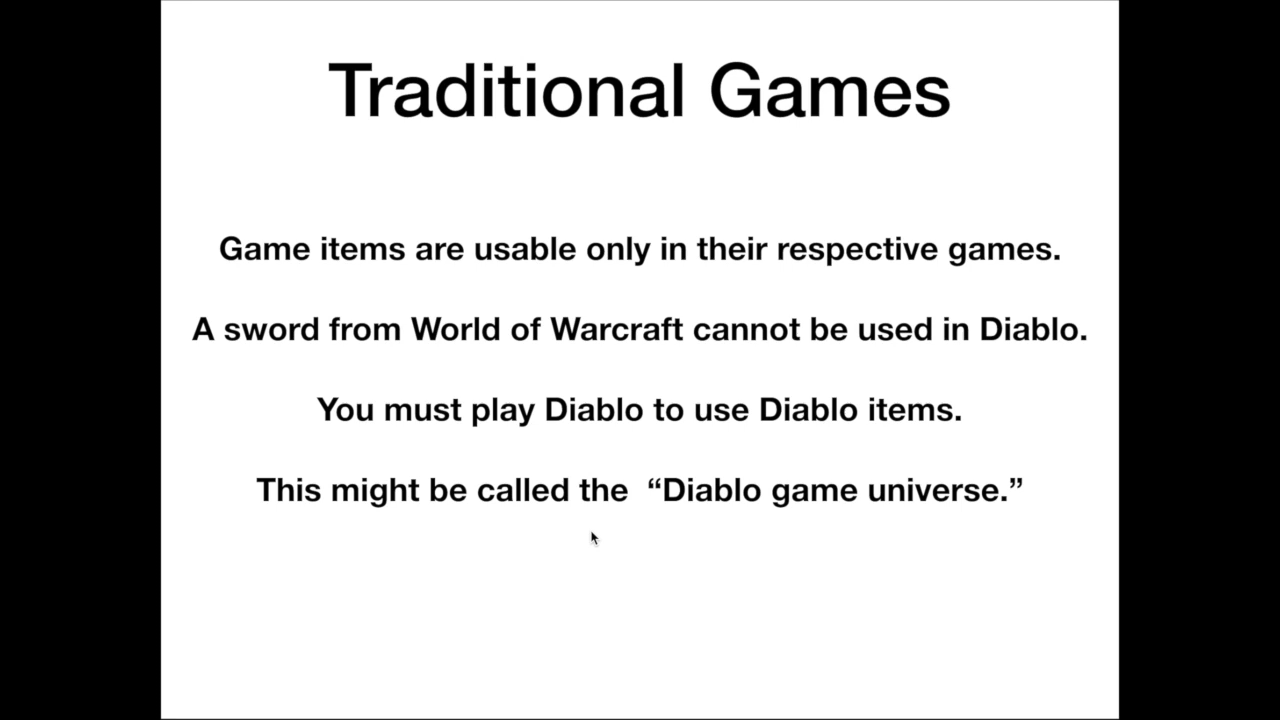 Traditional Games
Game items are usable only in their respective games.
A sword from World of Warcraft cannot be used in Diablo.
You must play Diablo to use Diablo items.
This might be called the  “Diablo game universe.”